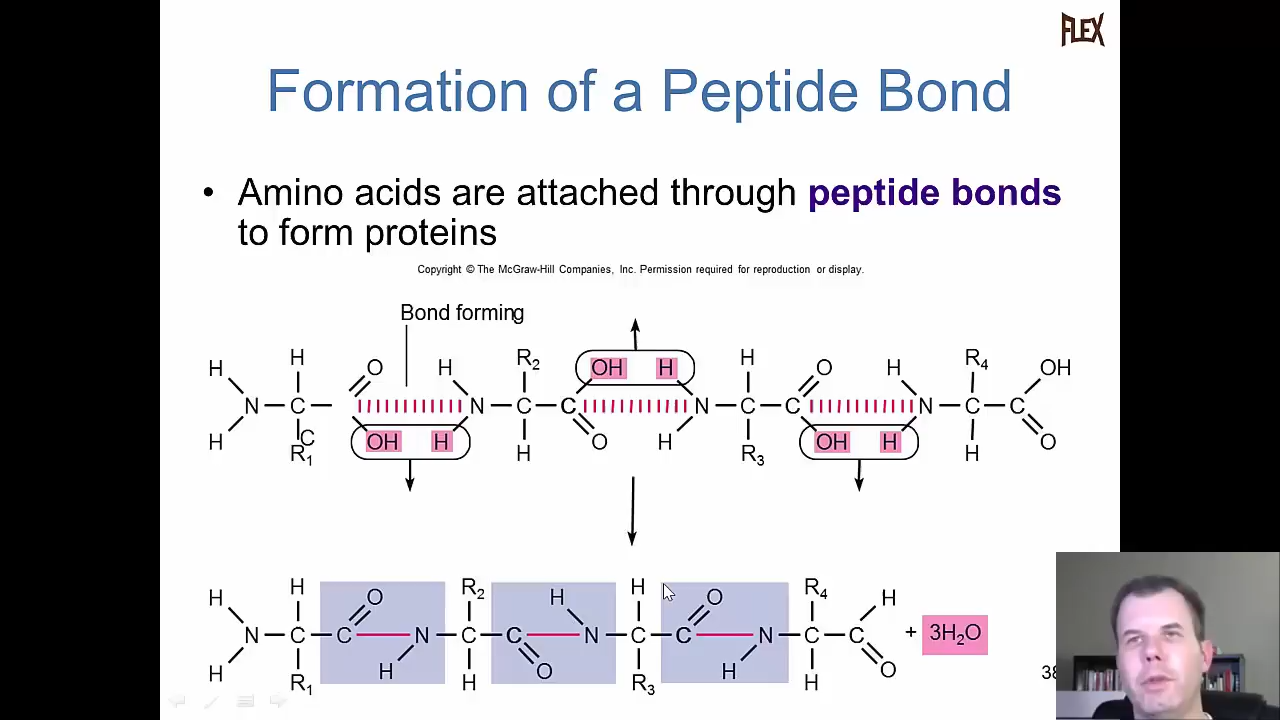 FLEX
Formation of a Peptide Bond
• Amino acids are attached through peptide bonds
to form proteins
Copyright © The McGraw-Hill Companies, Inc. Permission required for reproduction or display.
Bond forming
H H O H R2 OH H H O H R4 OH
N C N C C N C C N C C
H C R1 OH H H O H R3 OH H H O
H H O R2 H H O R4 H
N C C N C C N C C N C C + 3H2O
H R1 H H O R3 H H O
38